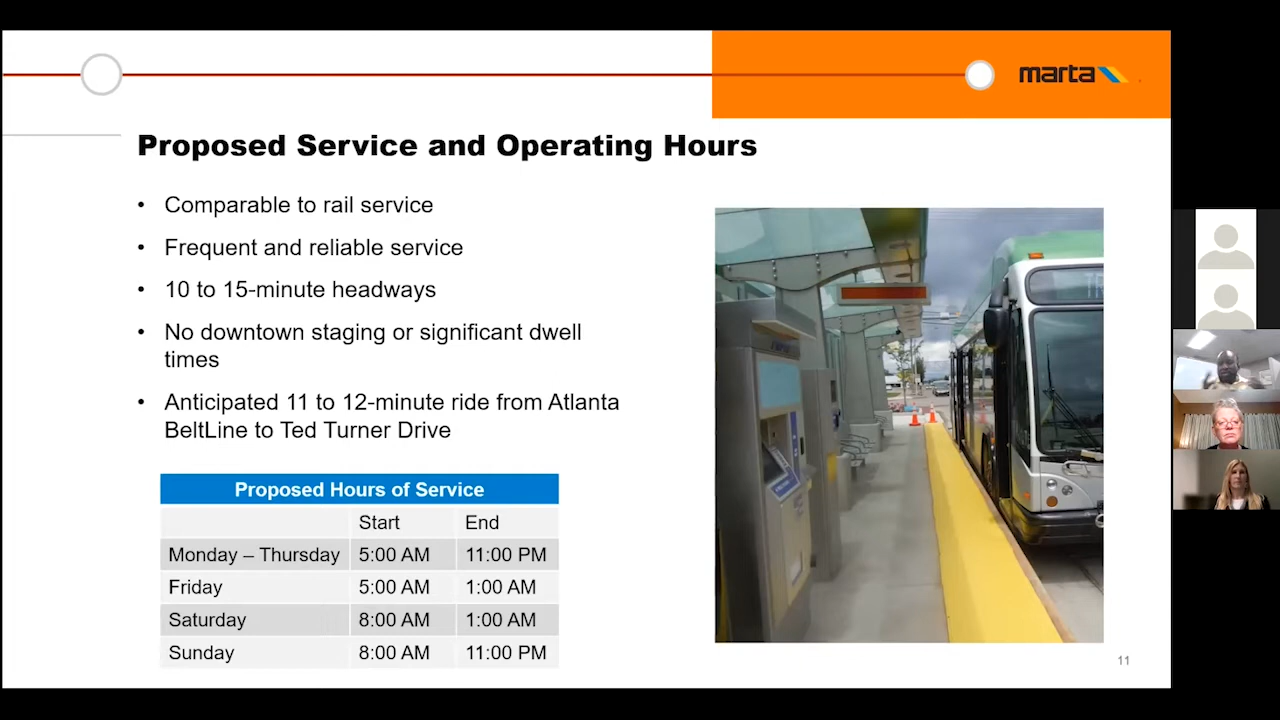 marta
Proposed Service and Operating Hours
• Comparable to rail service
• Frequent and reliable service
• 10 to 15-minute headways
• No downtown staging or significant dwell
times
• Anticipated 11 to 12-minute ride from Atlanta
BeltLine to Ted Turner Drive
Proposed Hours of Service
Start End
Monday – Thursday 5:00 AM 11:00 PM
Friday 5:00 AM 1:00 AM
Saturday 8:00 AM 1:00 AM
Sunday 8:00 AM 11:00 PM
11